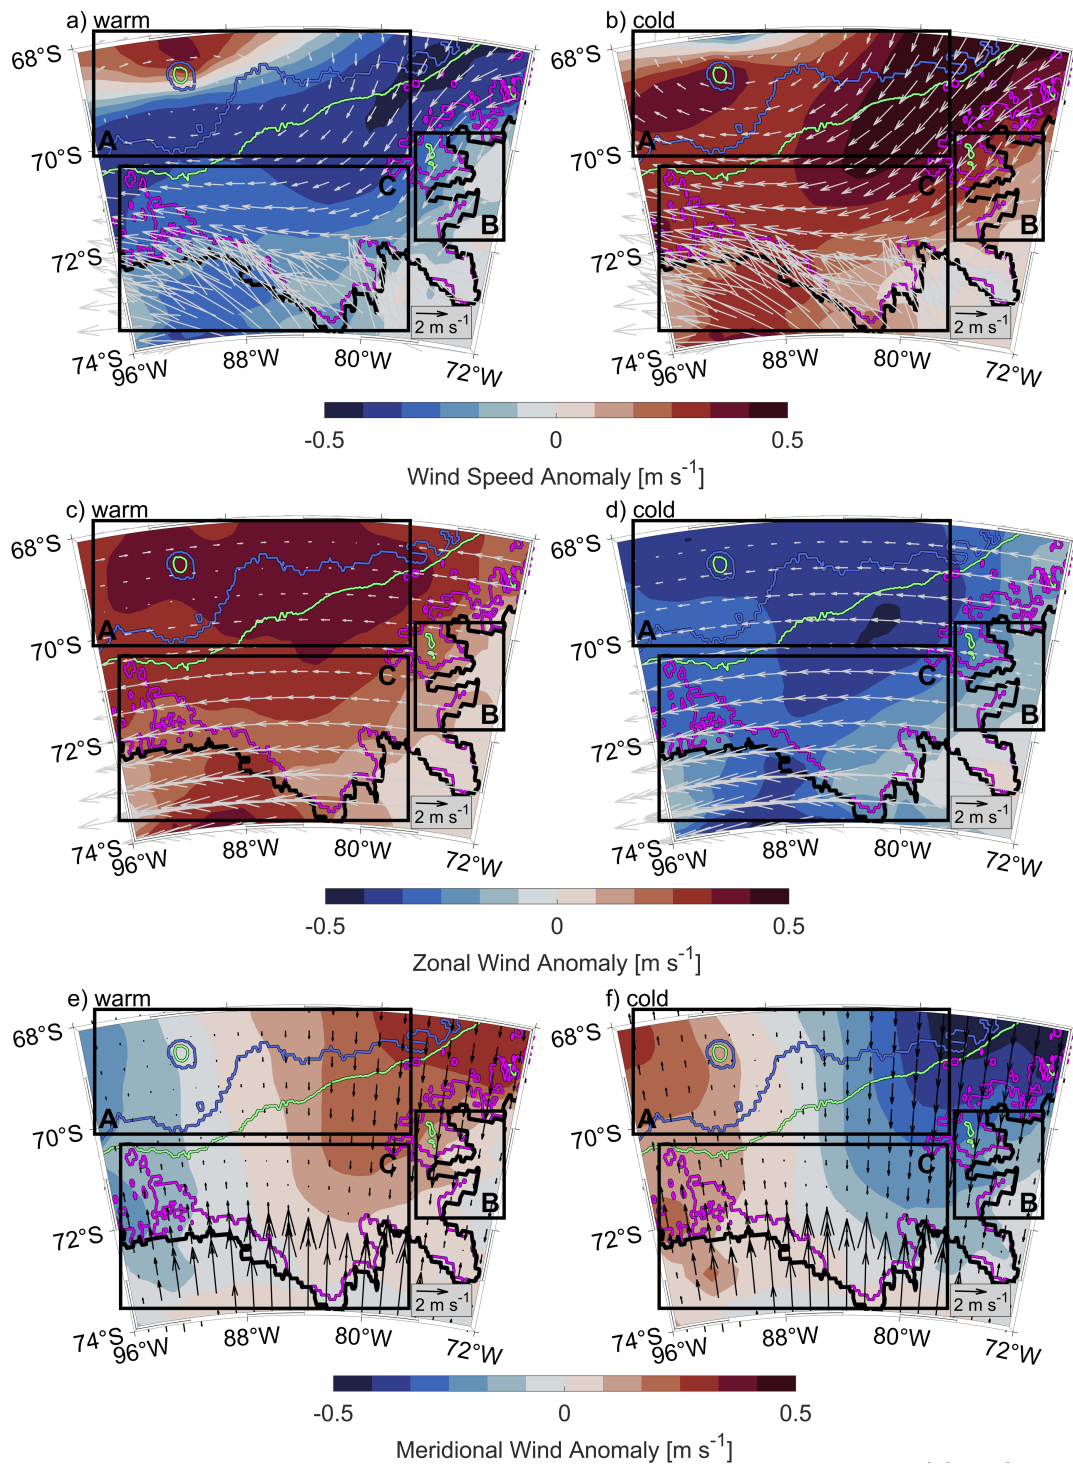 a) warm
b) cold
68°S
68°S
A
A
70°S
70°S
C
C
B
B
72°S
72°S
2 m s-1
2 m s-1
74°S
96°W
88°W
80°W
72°W
74°S
96°W
88°W
80°W
72°W
-0.5
0
0.5
Wind Speed Anomaly [m s-1]
c) warm
d) cold
68°S
68°S
A
A
70°S
70°S
C
C
B
B
72°S
72°S
2 m s-1
2 m s-1
74°S
96°W
88°W
80°W
72°W
74°S
96°W
88°W
80°W
72°W
-0.5
0
0.5
Zonal Wind Anomaly [m s-1]
e) warm
f) cold
68°S
68°S
A
A
70°S
70°S
C
C
B
B
72°S
72°S
2 m s-1
2 m s-1
74°S
96°W
88°W
80°W
72°W
74°S
96°W
88°W
80°W
72°W
-0.5
0
0.5
Meridional Wind Anomaly [m s-1]